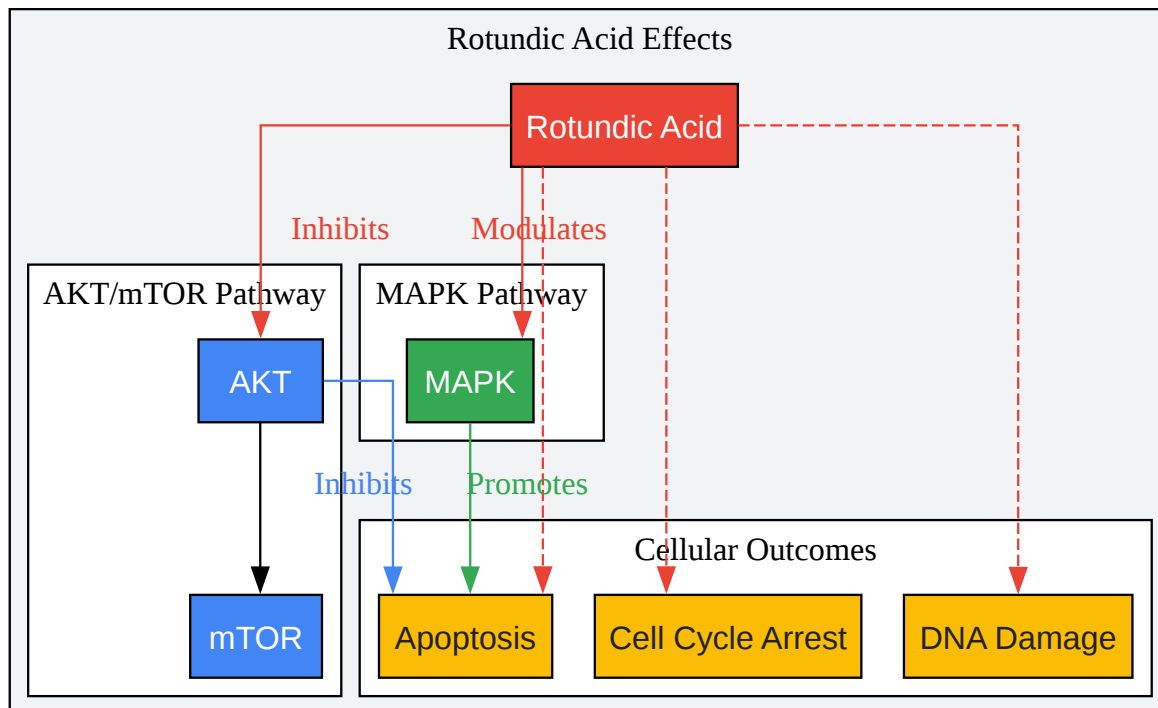 Rotundic Acid Effects
Rotundic Acid
Inhibits
Modulates
AKT/mTOR Pathway
MAPK Pathway
AKT
MAPK
Inhibits
Promotes
Cellular Outcomes
mTOR
Apoptosis
Cell Cycle Arrest
DNA Damage